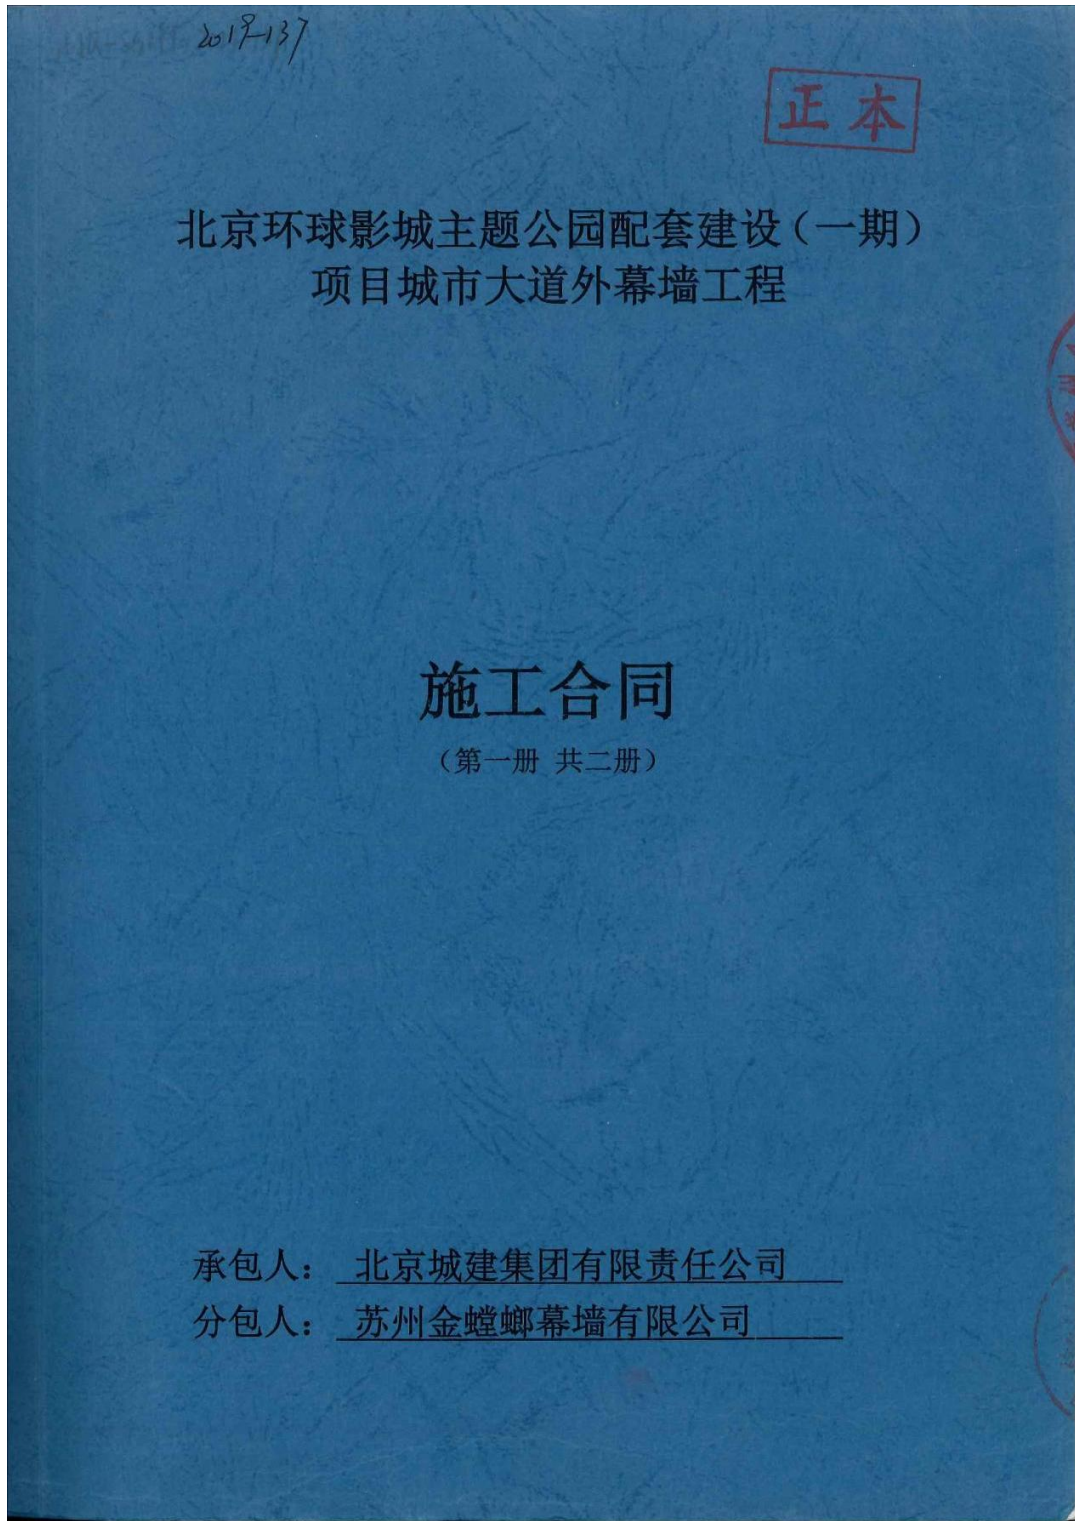 2019-137
正本
北京环球影城主题公园配套建设（一期）
项目城市大道外幕墙工程
施工合同
（第一册 共二册）
承包人： 北京城建集团有限责任公司
分包人： 苏州金螳螂幕墙有限公司